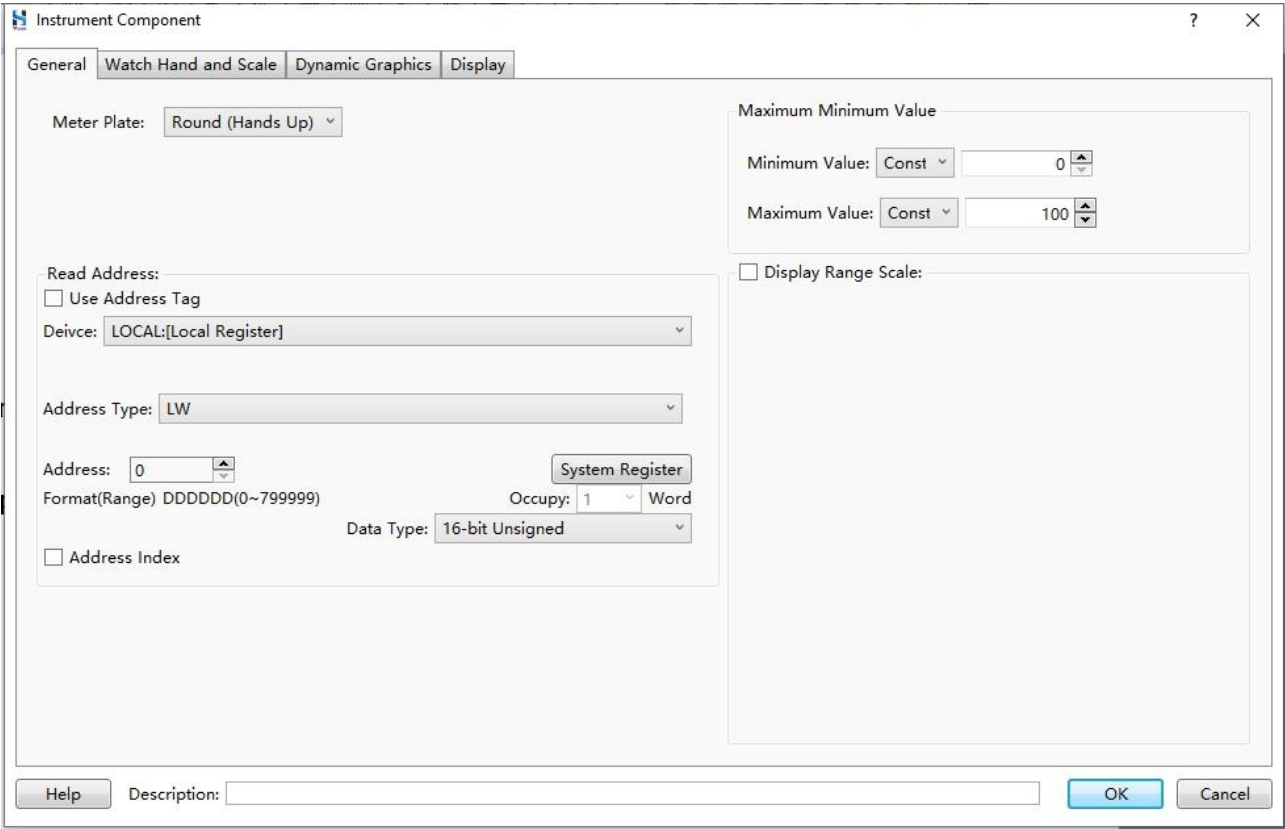 Instrument Component
?
General
Watch Hand and Scale
Dynamic Graphics
Display
Meter Plate: Round (Hands Up)
Maximum Minimum Value
Minimum Value: Const 0
Maximum Value: Const 100
Read Address:
Use Address Tag
Deivce: LOCAL:[Local Register]
Address Type: LW
Address: 0
System Register
Format(Range) DDDDDD(0~799999)
Occupy: 1 Word
Data Type: 16-bit Unsigned
Address Index
Display Range Scale:
Help
Description:
OK
Cancel